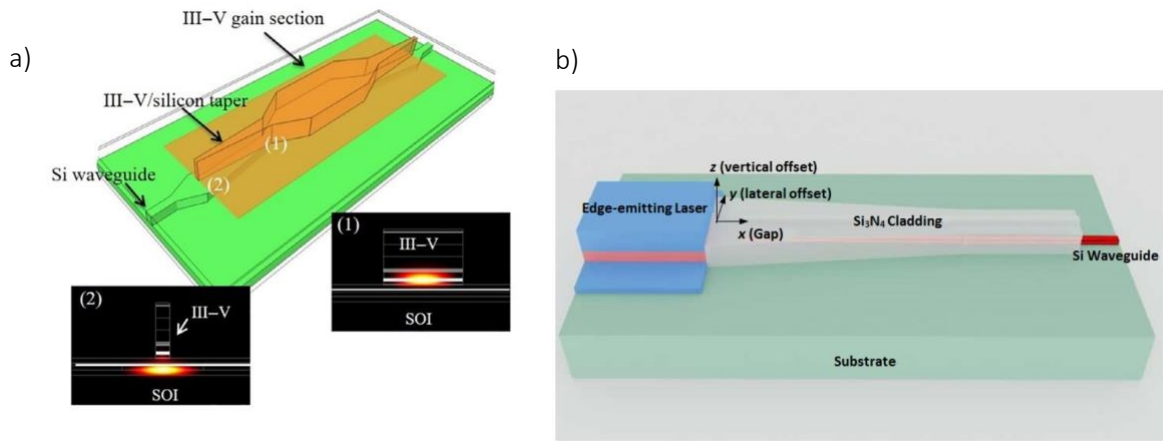 a)
III–V gain section
III–V/silicon taper
(1)
Si waveguide
(2)
(1)
III–V
SOI
(2)
III–V
SOI
b)
z (vertical offset)
y (lateral offset)
Edge-emitting Laser
Si₃N₄ Cladding
x (Gap)
Si Waveguide
Substrate